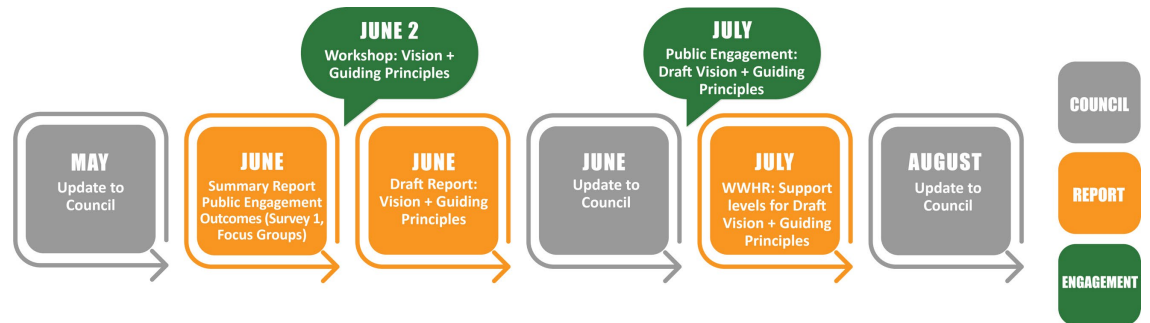 JUNE 2
Workshop: Vision +
Guiding Principles
JULY
Public Engagement:
Draft Vision + Guiding
Principles
MAY
Update to
Council
JUNE
Summary Report
Public Engagement
Outcomes (Survey 1,
Focus Groups)
JUNE
Draft Report:
Vision + Guiding
Principles
JUNE
Update to
Council
JULY
WWHR: Support
levels for Draft
Vision + Guiding
Principles
AUGUST
Update to
Council
COUNCIL
REPORT
ENGAGEMENT